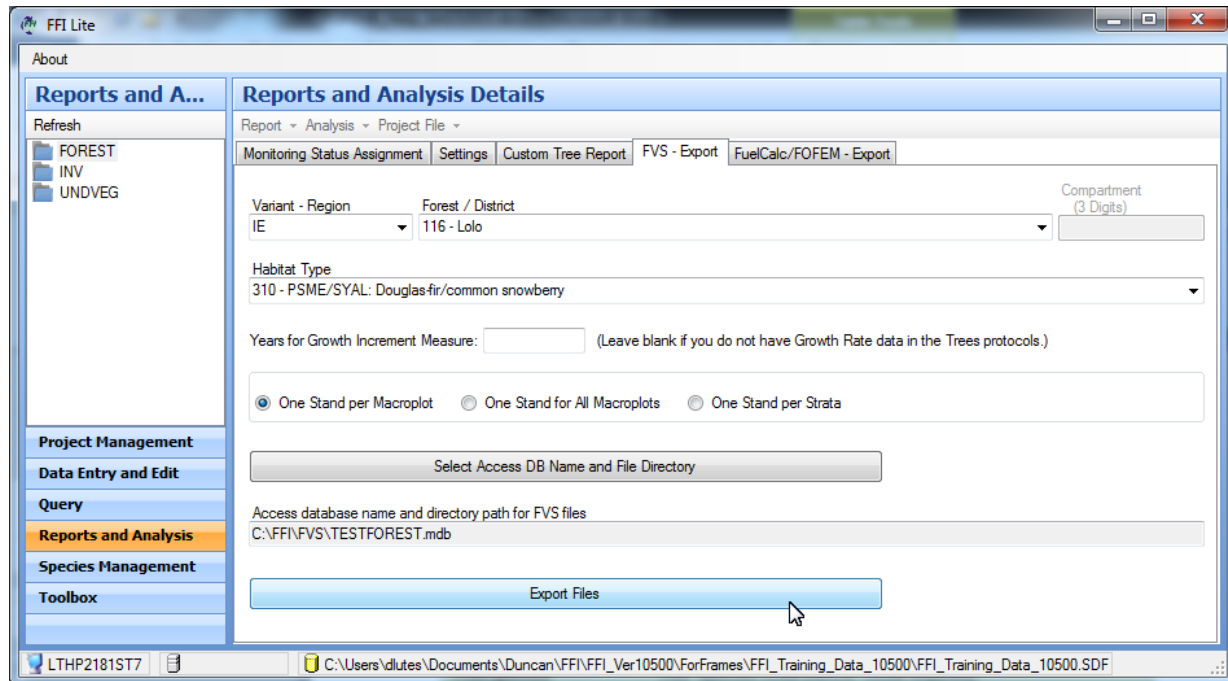 FFI Lite
About
Reports and A...
Refresh
FOREST
INV
UNDVEG
Project Management
Data Entry and Edit
Query
Reports and Analysis
Species Management
Toolbox
Reports and Analysis Details
Report Analysis Project File
Monitoring Status Assignment Settings Custom Tree Report FVS - Export FuelCalc/FOFEM - Export
Variant - Region Forest / District Compartment
(3 Digits)
IE 116 - Lolo
Habitat Type
310 - PSME/SYAL: Douglas-fir/common snowberry
Years for Growth Increment Measure: (Leave blank if you do not have Growth Rate data in the Trees protocols.)
One Stand per Macroplot One Stand for All Macroplots One Stand per Strata
Select Access DB Name and File Directory
Access database name and directory path for FVS files
C:\FFI\FVS\TESTFOREST.mdb
Export Files
LTHP2181ST7 C:\Users\dlutes\Documents\Duncan\FFI\FFI_Ver10500\ForFrames\FFI_Training_Data_10500\FFI_Training_Data_10500.SDF